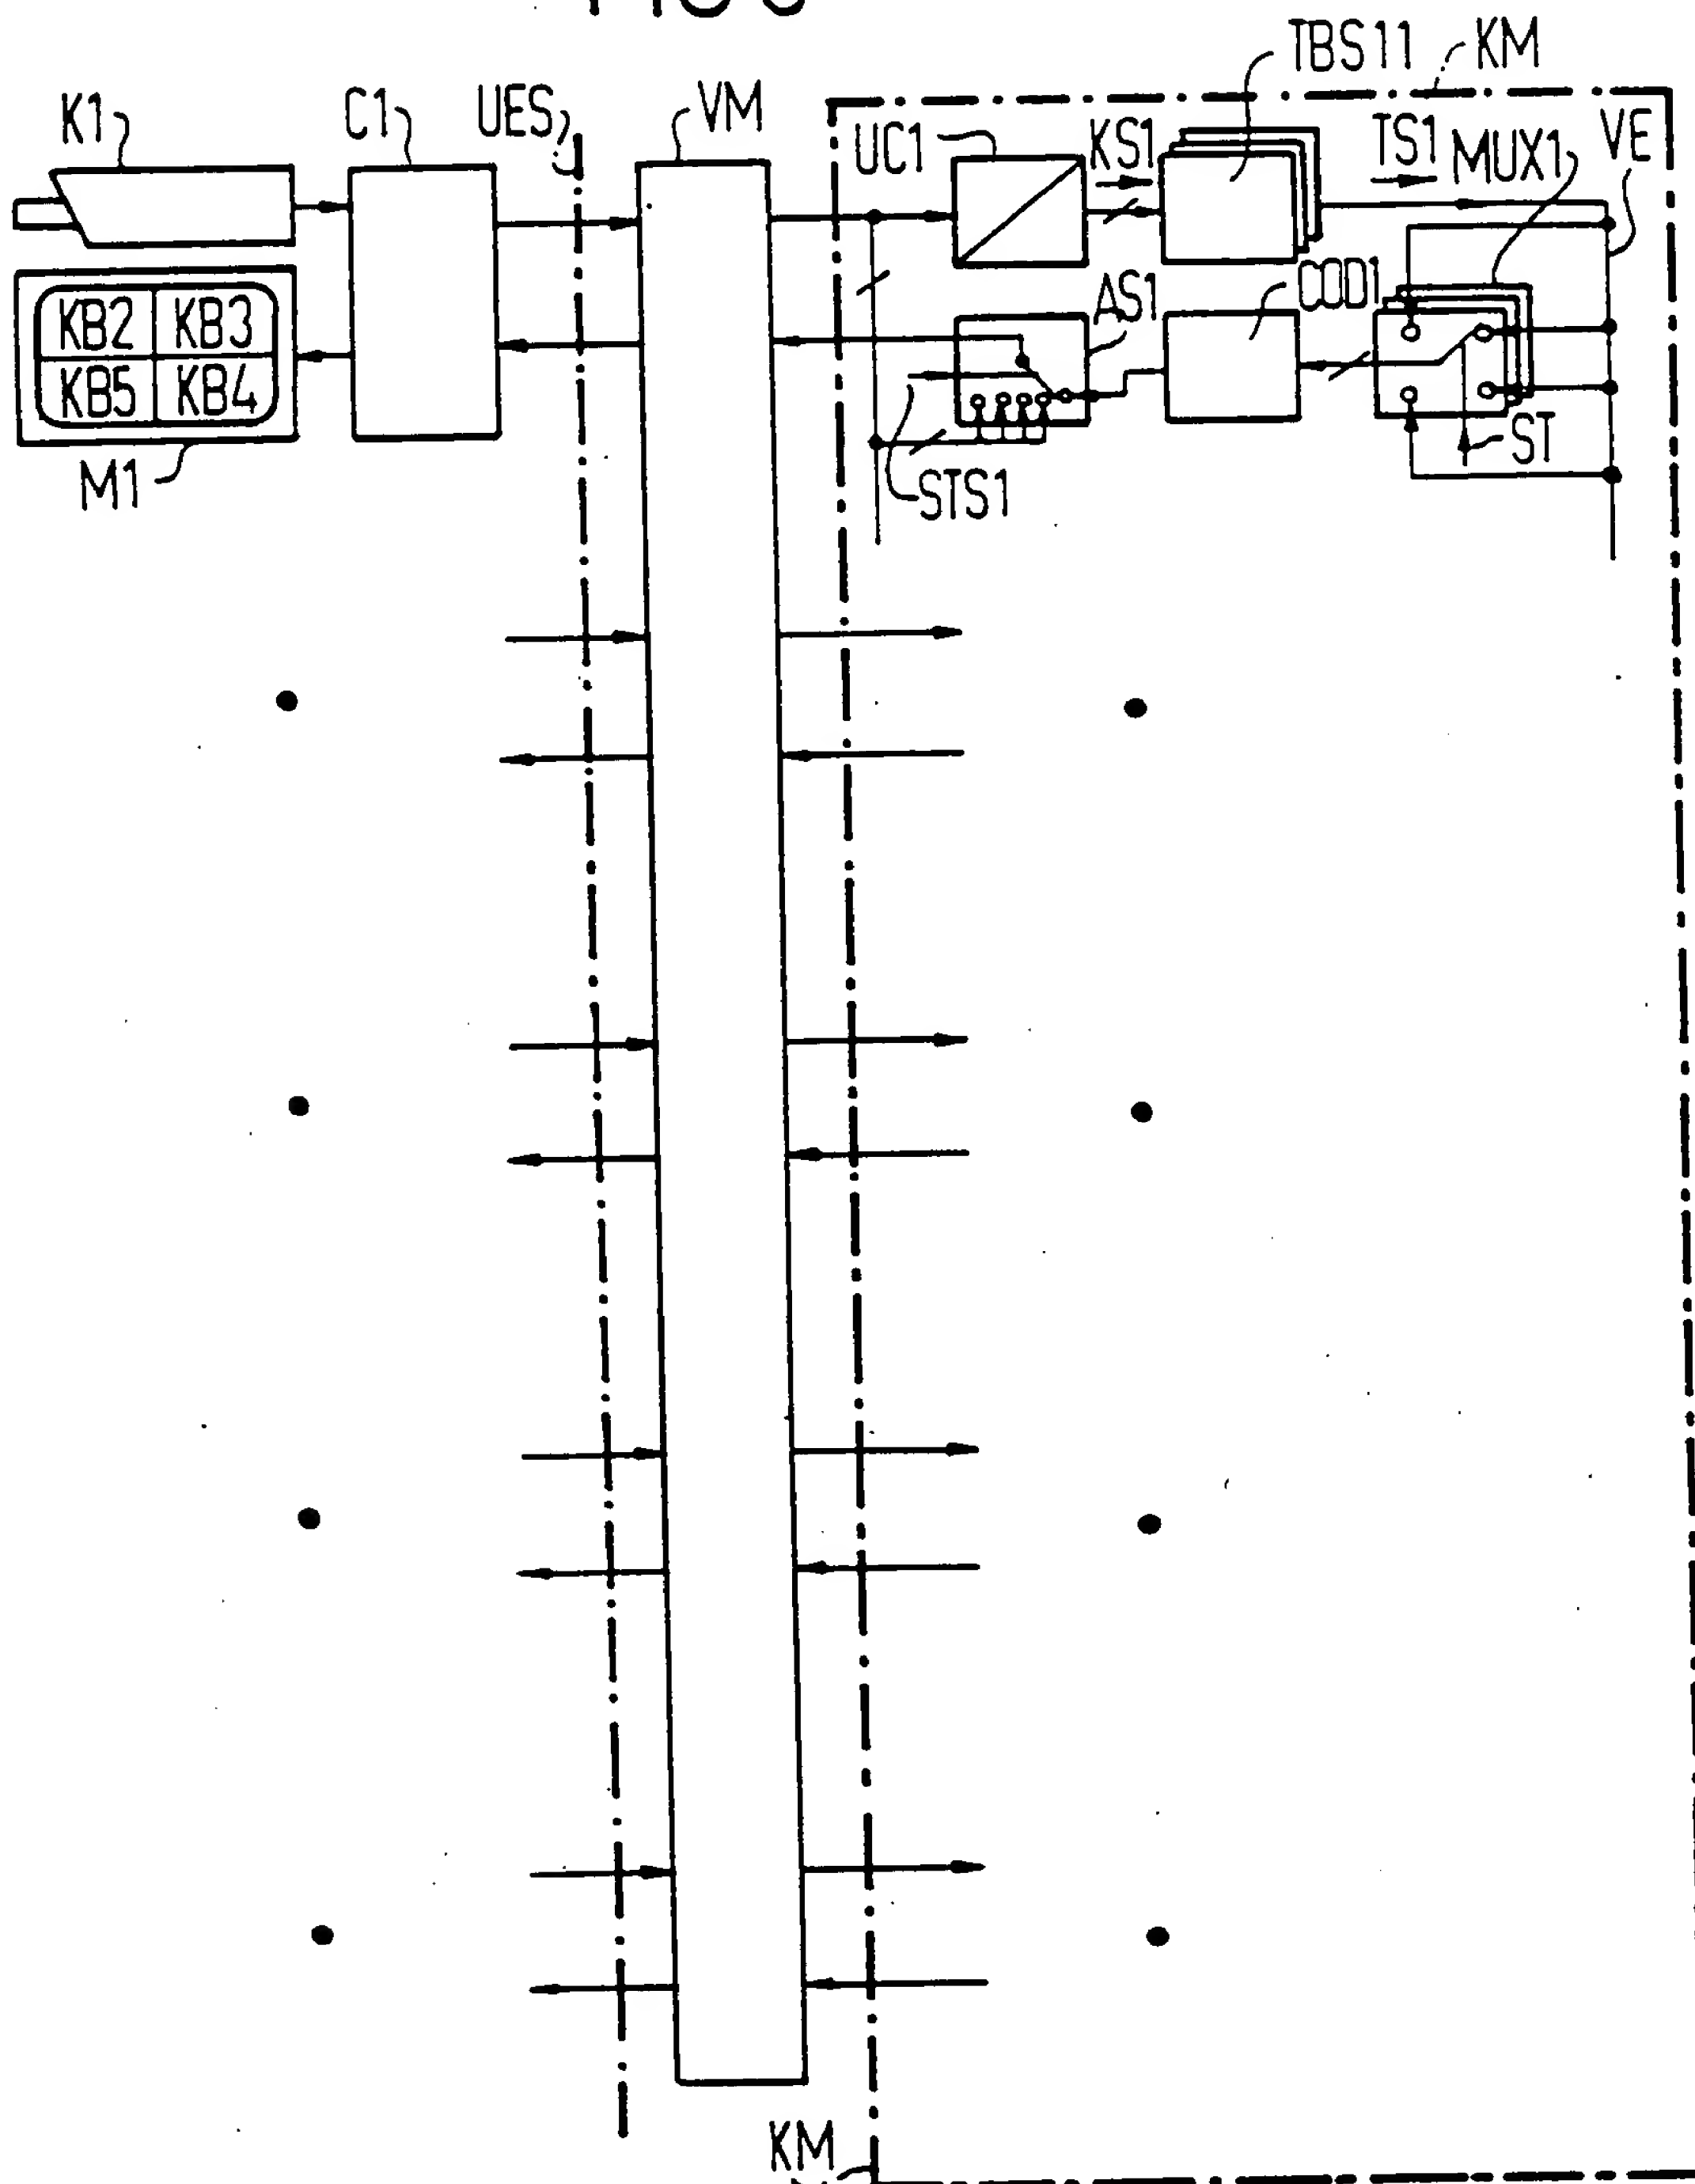 TBS11
KM
K1
C1
UES
VM
UC1
KS1
TS1
MUX1
VE
KB2
KB3
KB5
KB4
AS1
COD1
M1
STS1
ST
KM